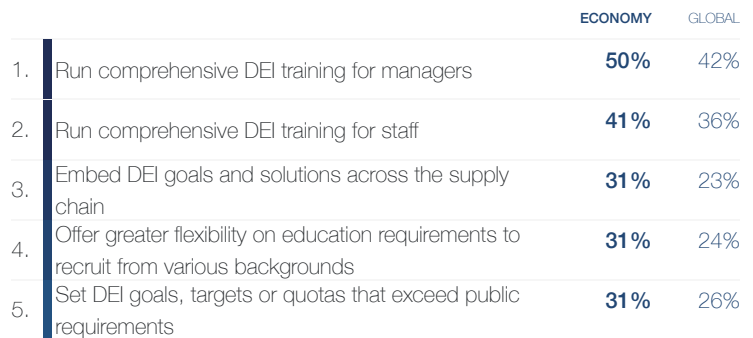 ECONOMY GLOBAL
1. Run comprehensive DEI training for managers 50% 42%
2. Run comprehensive DEI training for staff 41% 36%
3. Embed DEI goals and solutions across the supply 31% 23%
chain
4. Offer greater flexibility on education requirements to 31% 24%
recruit from various backgrounds
5. Set DEI goals, targets or quotas that exceed public 31% 26%
requirements